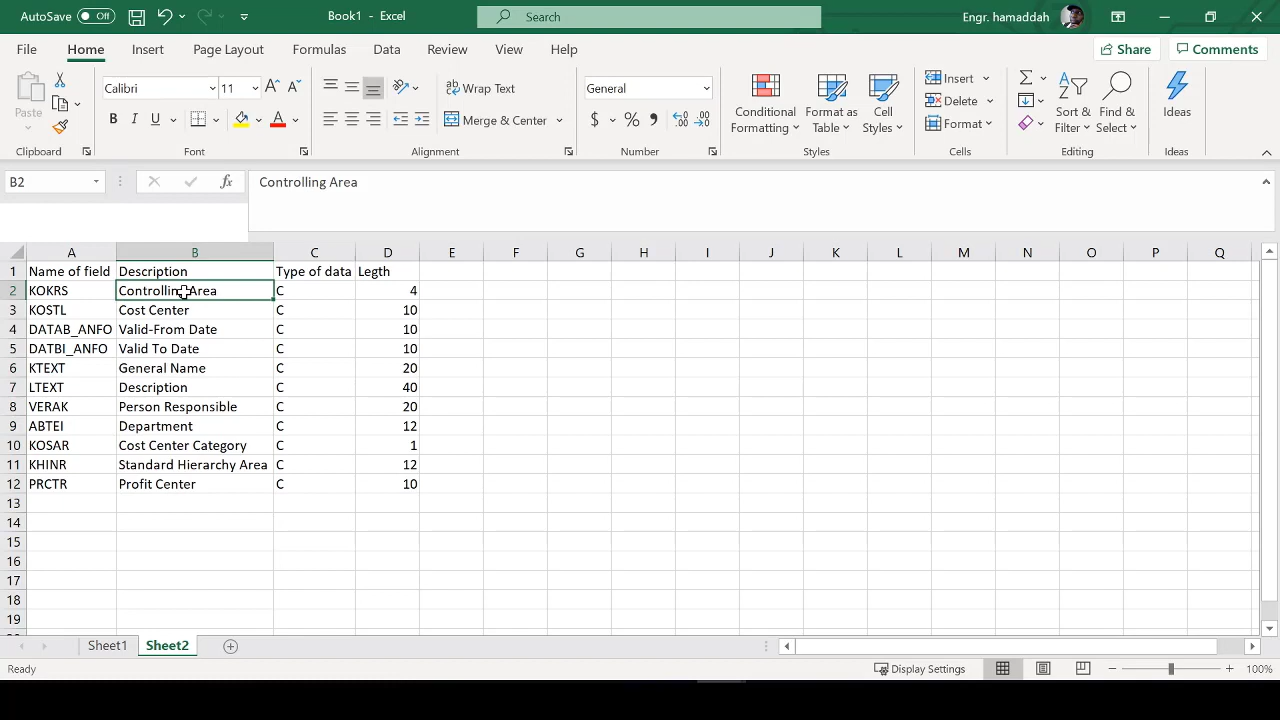 AutoSave Off Book1 - Excel Search Engr. hamaddah
File Home Insert Page Layout Formulas Data Review View Help Share Comments
Paste Calibri 11 Wrap Text General Conditional Formatting Format as Table Cell Styles Insert Sort & Filter Find & Select Ideas
B I U Merge & Center $ % Delete
Format
Clipboard Font Alignment Number Styles Cells Editing Ideas
B2 fx Controlling Area
A B C D E F G H I J K L M N O P Q
1 Name of field Description Type of data Legth
2 KOKRS Controlling Area C 4
3 KOSTL Cost Center C 10
4 DATAB_ANFO Valid-From Date C 10
5 DATBI_ANFO Valid To Date C 10
6 KTEXT General Name C 20
7 LTEXT Description C 40
8 VERAK Person Responsible C 20
9 ABTEI Department C 12
10 KOSAR Cost Center Category C 1
11 KHINR Standard Hierarchy Area C 12
12 PRCTR Profit Center C 10
13
14
15
16
17
18
19
Sheet1 Sheet2
Ready Display Settings 100%